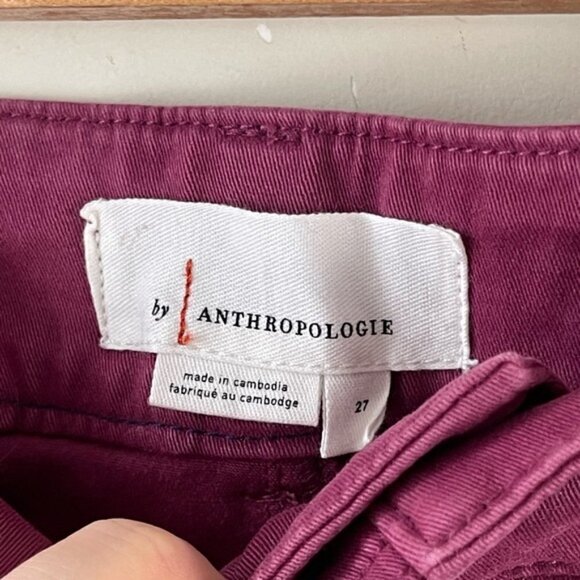 by ANTHROPOLOGIE
made in cambodia
fabriqué au cambodge
27